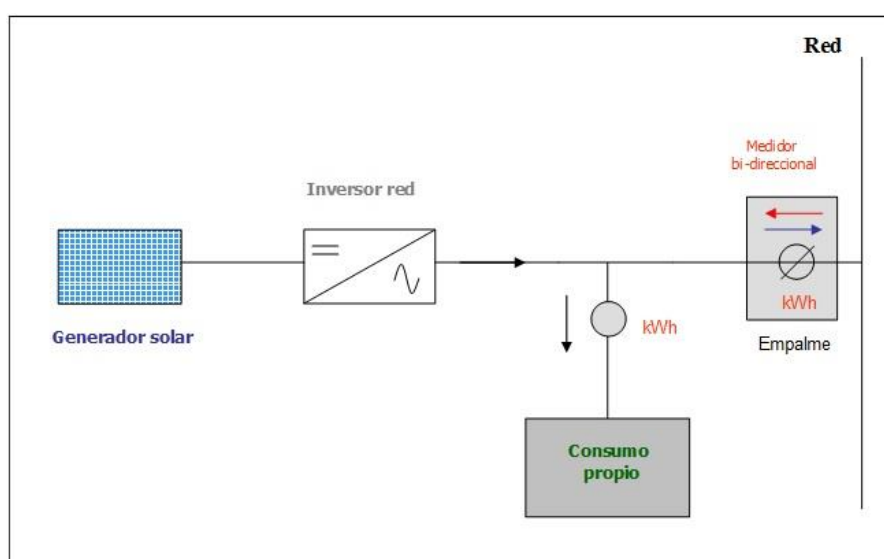 Red
Medidor
bi-direccional
Inversor red
kWh
Generador solar
kWh
Empalme
Consumo
propio